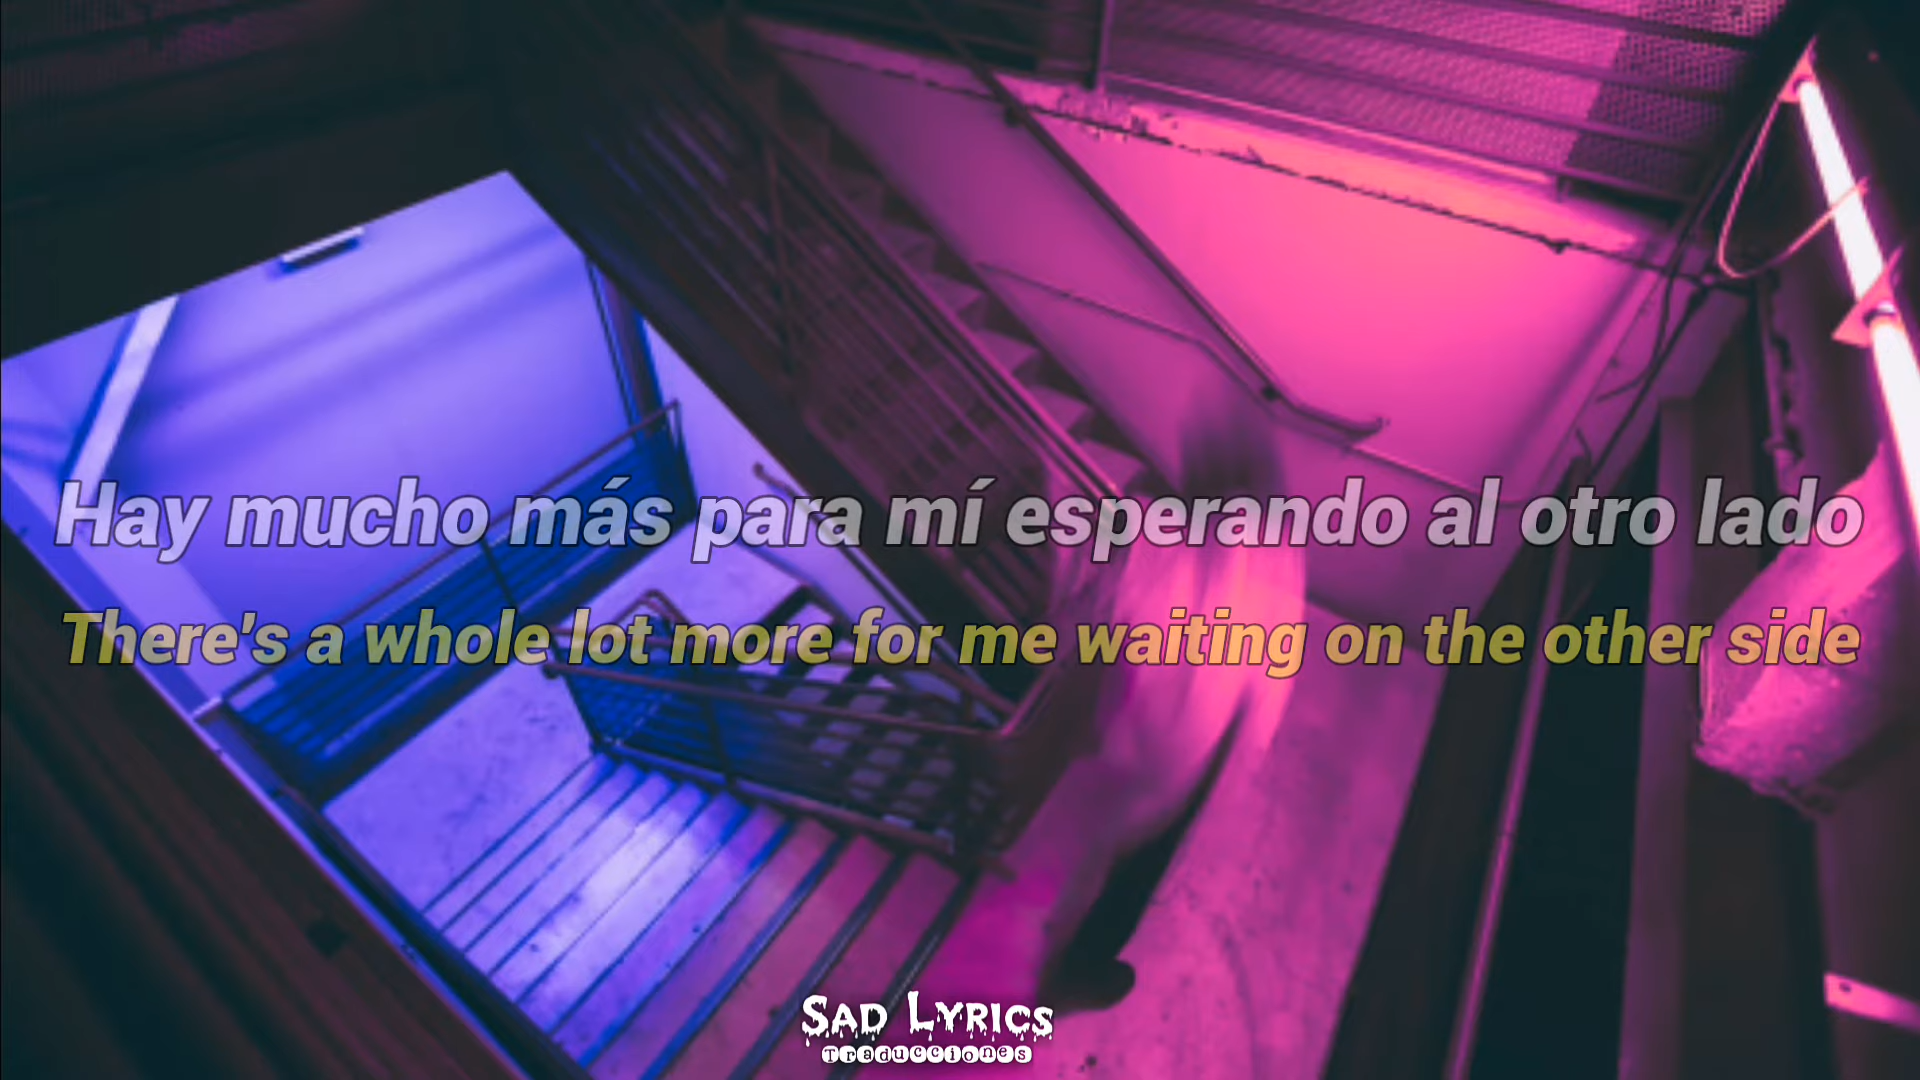 Hay mucho más para mí esperando al otro lado
There's a whole lot more for me waiting on the other side
Sad Lyrics
Traducciones